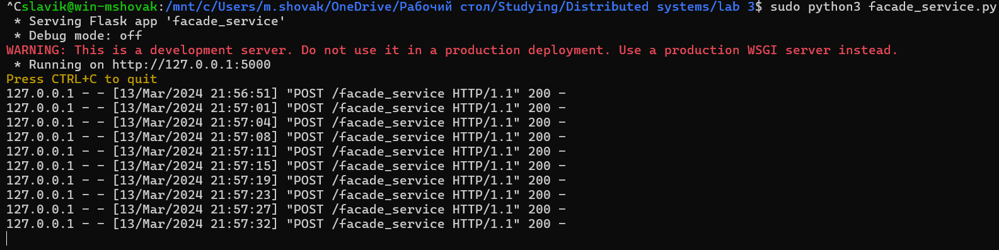 ^Cslavik@win-mshovak:/mnt/c/Users/m.shovak/OneDrive/Рабочий стол/Studying/Distributed systems/lab 3$ sudo python3 facade_service.py
 * Serving Flask app 'facade_service'
 * Debug mode: off
WARNING: This is a development server. Do not use it in a production deployment. Use a production WSGI server instead.
 * Running on http://127.0.0.1:5000
Press CTRL+C to quit
127.0.0.1 - - [13/Mar/2024 21:56:51] "POST /facade_service HTTP/1.1" 200 -
127.0.0.1 - - [13/Mar/2024 21:57:01] "POST /facade_service HTTP/1.1" 200 -
127.0.0.1 - - [13/Mar/2024 21:57:04] "POST /facade_service HTTP/1.1" 200 -
127.0.0.1 - - [13/Mar/2024 21:57:08] "POST /facade_service HTTP/1.1" 200 -
127.0.0.1 - - [13/Mar/2024 21:57:11] "POST /facade_service HTTP/1.1" 200 -
127.0.0.1 - - [13/Mar/2024 21:57:15] "POST /facade_service HTTP/1.1" 200 -
127.0.0.1 - - [13/Mar/2024 21:57:19] "POST /facade_service HTTP/1.1" 200 -
127.0.0.1 - - [13/Mar/2024 21:57:23] "POST /facade_service HTTP/1.1" 200 -
127.0.0.1 - - [13/Mar/2024 21:57:27] "POST /facade_service HTTP/1.1" 200 -
127.0.0.1 - - [13/Mar/2024 21:57:32] "POST /facade_service HTTP/1.1" 200 -